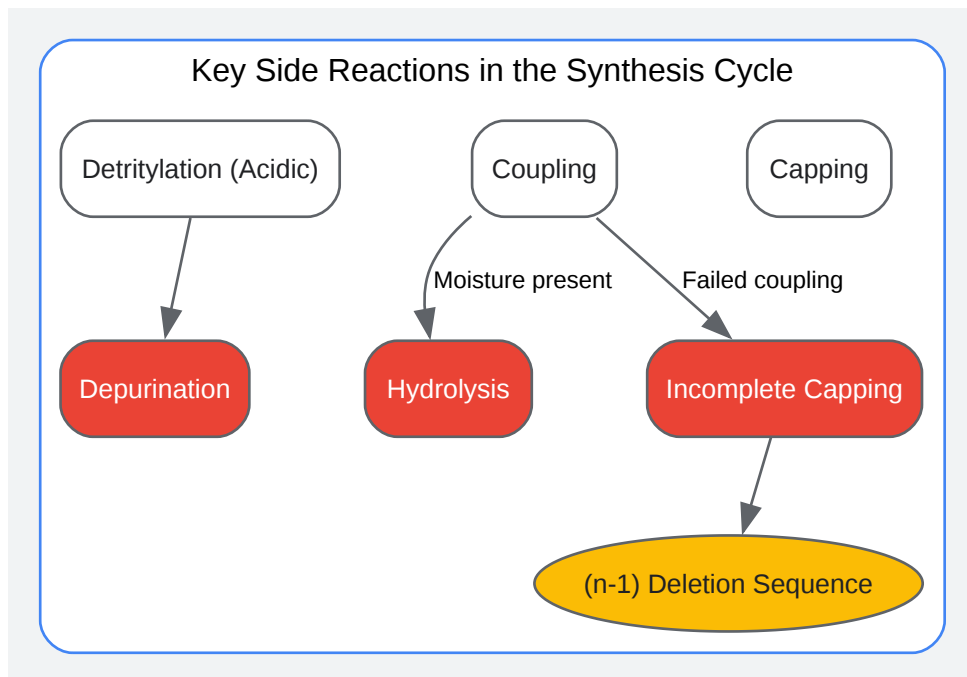 Key Side Reactions in the Synthesis Cycle
Detritylation (Acidic)
Coupling
Capping
Moisture present
Failed coupling
Depurination
Hydrolysis
Incomplete Capping
(n-1) Deletion Sequence